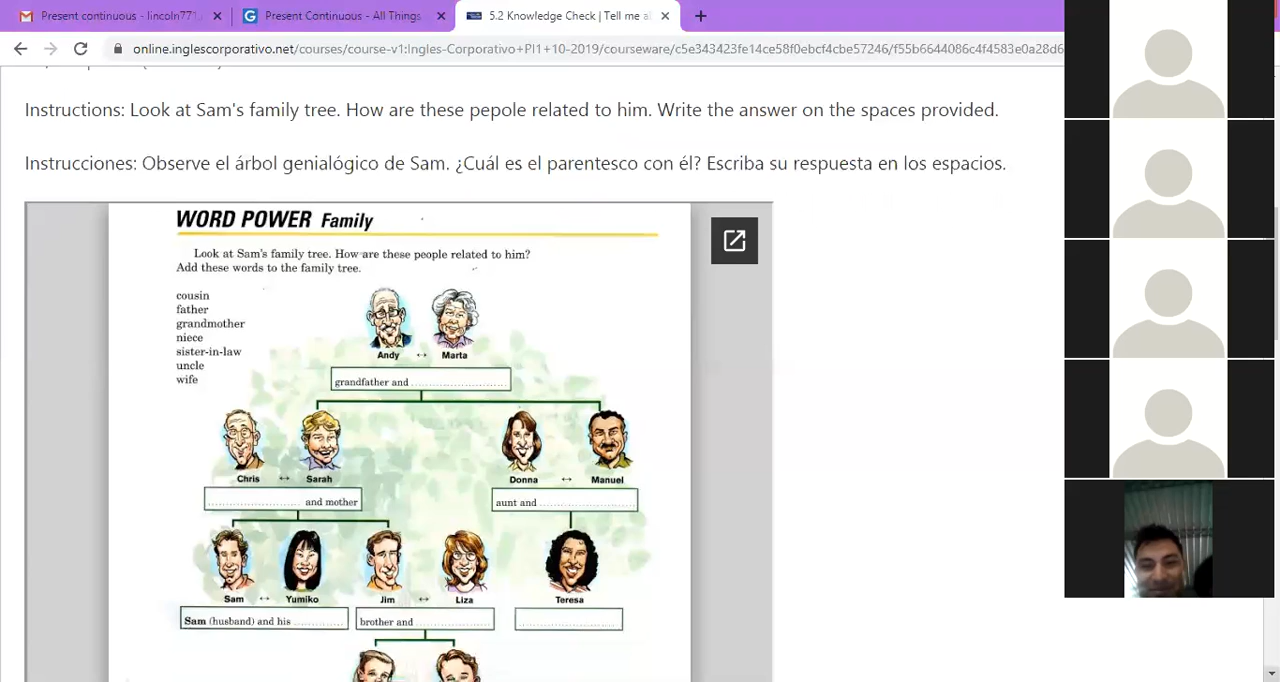 Present continuous - lincoln771
Present Continuous - All Things
5.2 Knowledge Check | Tell me a
online.inglescorporativo.net/courses/course-v1:Ingles-Corporativo+PI1+10-2019/courseware/c5e343423fe14ce58f0ebcf4cbe57246/f55b6644086c4f4583e0a28d6
Instructions: Look at Sam's family tree. How are these pepole related to him. Write the answer on the spaces provided.
Instrucciones: Observe el árbol genialógico de Sam. ¿Cuál es el parentesco con él? Escriba su respuesta en los espacios.
WORD POWER Family
Look at Sam's family tree. How are these people related to him?
Add these words to the family tree.
cousin
father
grandmother
niece
sister-in-law
uncle
wife
Andy ↔ Marta
grandfather and ........................
Chris ↔ Sarah
Donna ↔ Manuel
........................ and mother
aunt and ........................
Sam ↔ Yumiko
Jim ↔ Liza
Teresa
Sam (husband) and his ............
brother and ..................
........................